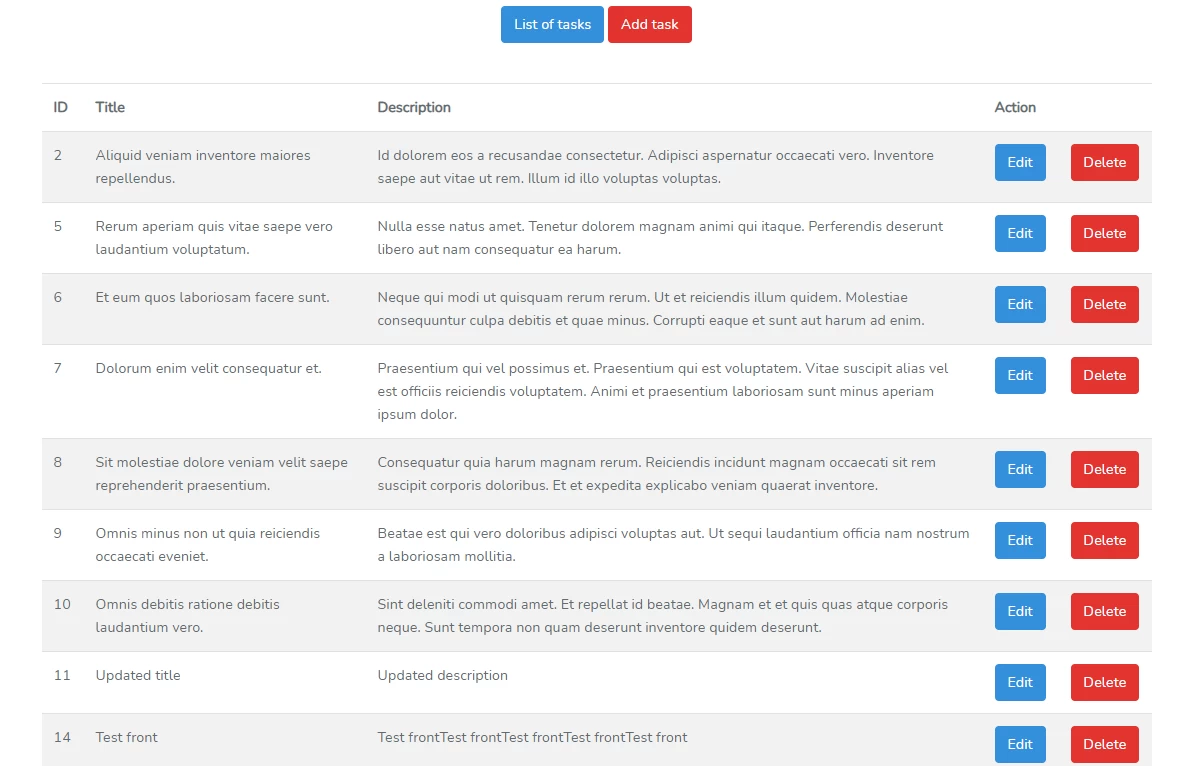 List of tasks Add task
ID Title Description Action
2 Aliquid veniam inventore maiores Id dolorem eos a recusandae consectetur. Adipisci aspernatur occaecati vero. Inventore Edit Delete
repellendus. saepe aut vitae ut rem. Illum id illo voluptas voluptas.
5 Rerum aperiam quis vitae saepe vero Nulla esse natus amet. Tenetur dolorem magnam animi qui itaque. Perferendis deserunt Edit Delete
laudantium voluptatum. libero aut nam consequatur ea harum.
6 Et eum quos laboriosam facere sunt. Neque qui modi ut quisquam rerum rerum. Ut et reiciendis illum quidem. Molestiae Edit Delete
consequuntur culpa debitis et quae minus. Corrupti eaque et sunt aut harum ad enim.
7 Dolorum enim velit consequatur et. Praesentium qui vel possimus et. Praesentium qui est voluptatem. Vitae suscipit alias vel Edit Delete
est officiis reiciendis voluptatem. Animi et praesentium laboriosam sunt minus aperiam
ipsum dolor.
8 Sit molestiae dolore veniam velit saepe Consequatur quia harum magnam rerum. Reiciendis incidunt magnam occaecati sit rem Edit Delete
reprehenderit praesentium. suscipit corporis doloribus. Et et expedita explicabo veniam quaerat inventore.
9 Omnis minus non ut quia reiciendis Beatae est qui vero doloribus adipisci voluptas aut. Ut sequi laudantium officia nam nostrum Edit Delete
occaecati eveniet. a laboriosam mollitia.
10 Omnis debitis ratione debitis Sint deleniti commodi amet. Et repellat id beatae. Magnam et et quis quas atque corporis Edit Delete
laudantium vero. neque. Sunt tempora non quam deserunt inventore quidem deserunt.
11 Updated title Updated description Edit Delete
14 Test front Test frontTest frontTest frontTest frontTest front Edit Delete